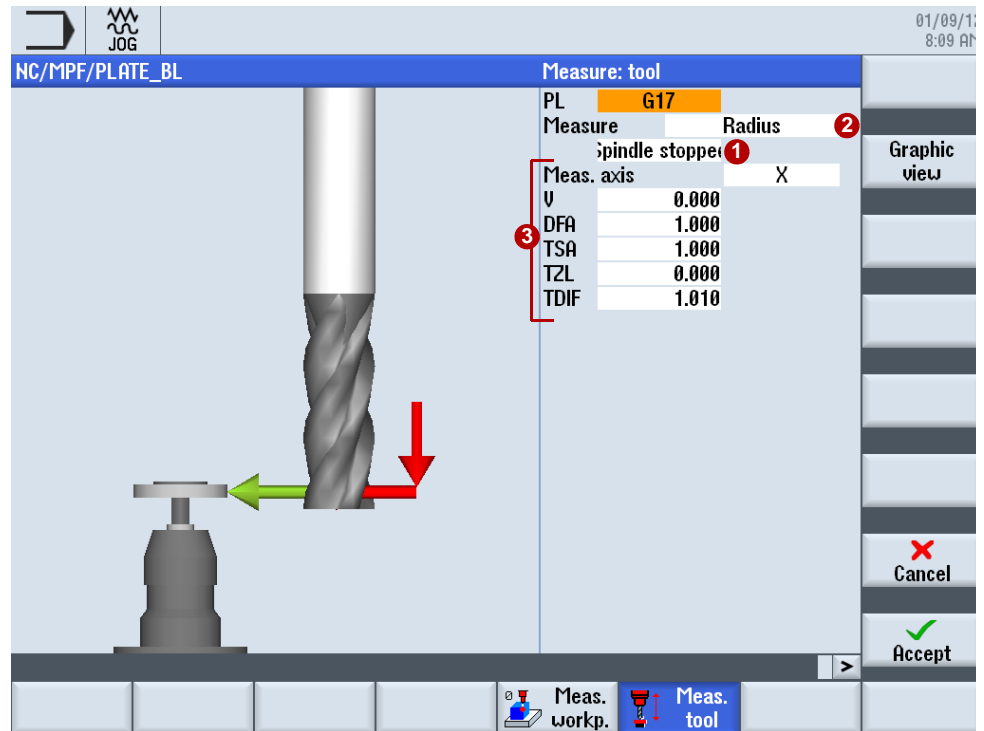 JOG
01/09/1
8:09 AM
NC/MPF/PLATE_BL
Measure: tool
PL G17
Measure Radius 2
Spindle stopped 1
Meas. axis X
3
V 0.000
DFA 1.000
TSA 1.000
TZL 0.000
TDIF 1.010
Graphic
view
Cancel
Accept
>
Meas.
workp.
Meas.
tool